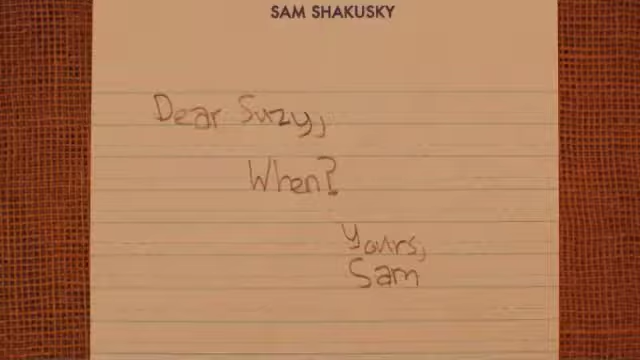 SAM SHAKUSKY
Dear Suzy,
When?
Yours,
Sam